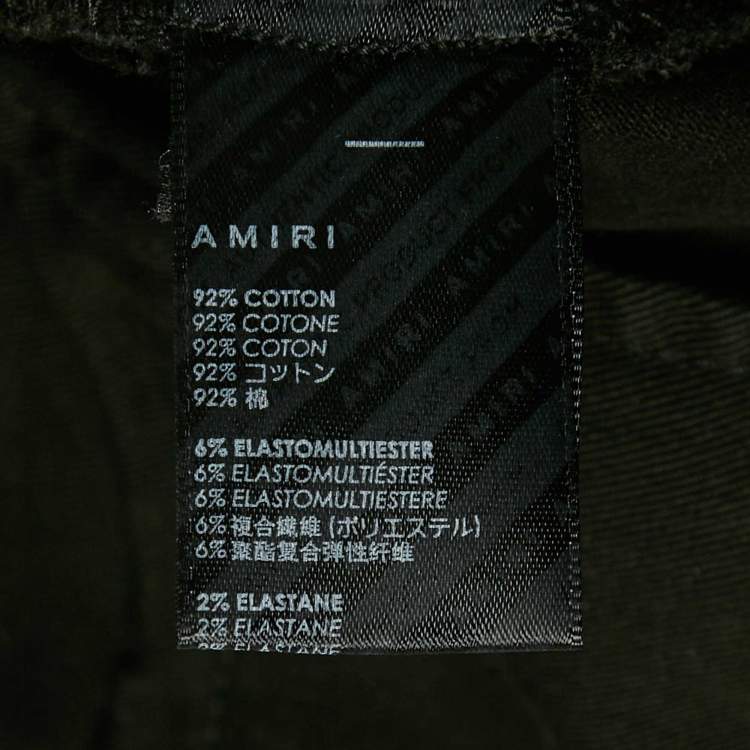 AMIRI
92% COTTON
92% COTONE
92% COTON
92% コットン
92% 棉
6% ELASTOMULTIESTER
6% ELASTOMULTIÉSTER
6% ELASTOMULTIESTERE
6% 複合繊維 (ポリエステル)
6% 聚酯复合弹性纤维
2% ELASTANE
2% ELASTANE
2% ELASTANE